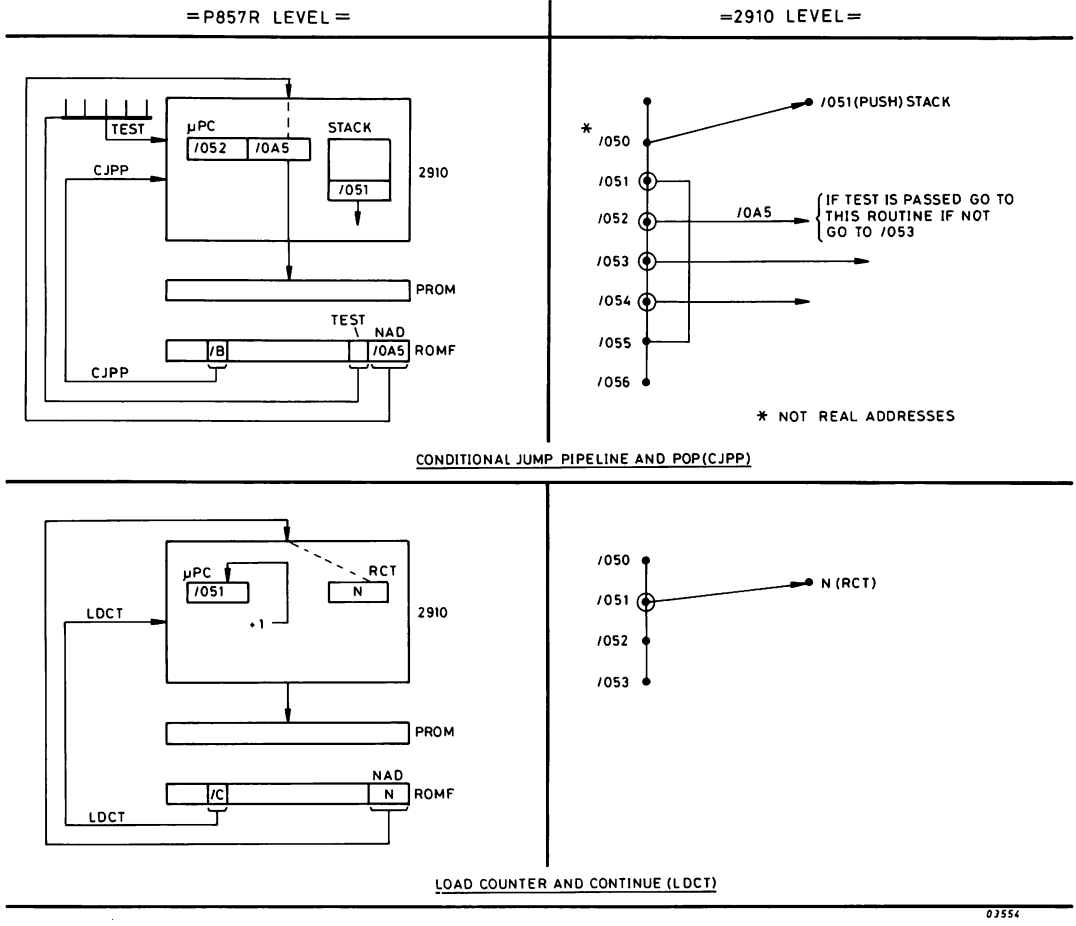 =P857R LEVEL=
=2910 LEVEL=
TEST
µPC
/052
/0A5
STACK
/051
2910
CJPP
PROM
TEST
NAD
/B
/0A5
ROMF
CJPP
/051(PUSH)STACK
*
/050
/051
/052
/0A5
IF TEST IS PASSED GO TO
THIS ROUTINE IF NOT
GO TO /053
/053
/054
/055
/056
* NOT REAL ADDRESSES
CONDITIONAL JUMP PIPELINE AND POP(CJPP)
µPC
/051
+1
RCT
N
2910
LDCT
PROM
NAD
/C
N
ROMF
LDCT
/050
/051
N (RCT)
/052
/053
LOAD COUNTER AND CONTINUE (LDCT)
03554